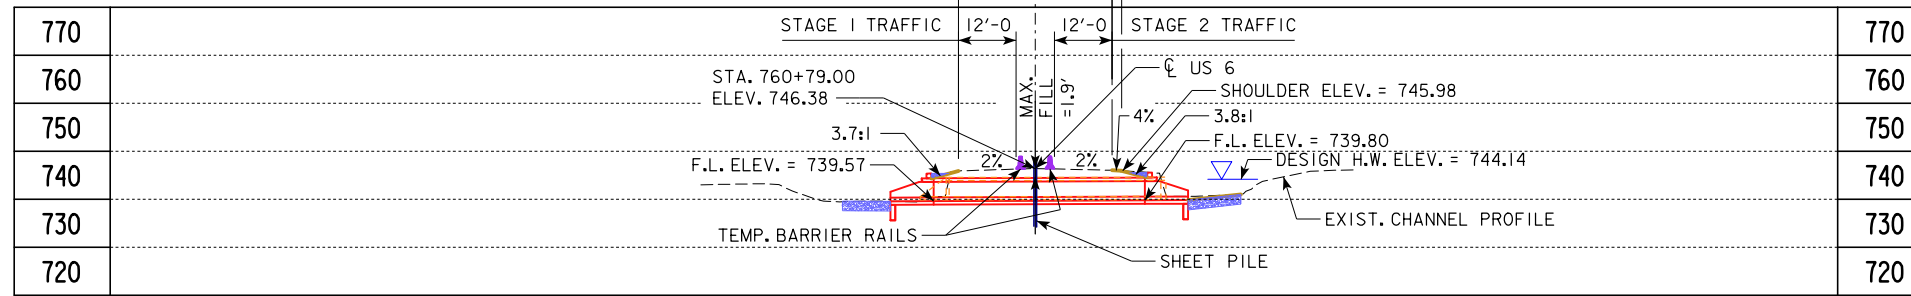 770
STAGE 1 TRAFFIC 12'-0 12'-0 STAGE 2 TRAFFIC
770
760
STA. 760+79.00
ELEV. 746.38
MAX.
FILL
=1.9'
℄ US 6
SHOULDER ELEV. = 745.98
760
750
3.7:1
4%
3.8:1
F.L. ELEV. = 739.80
750
740
F.L. ELEV. = 739.57
2% 2%
DESIGN H.W. ELEV. = 744.14
740
730
TEMP. BARRIER RAILS
EXIST. CHANNEL PROFILE
730
720
SHEET PILE
720